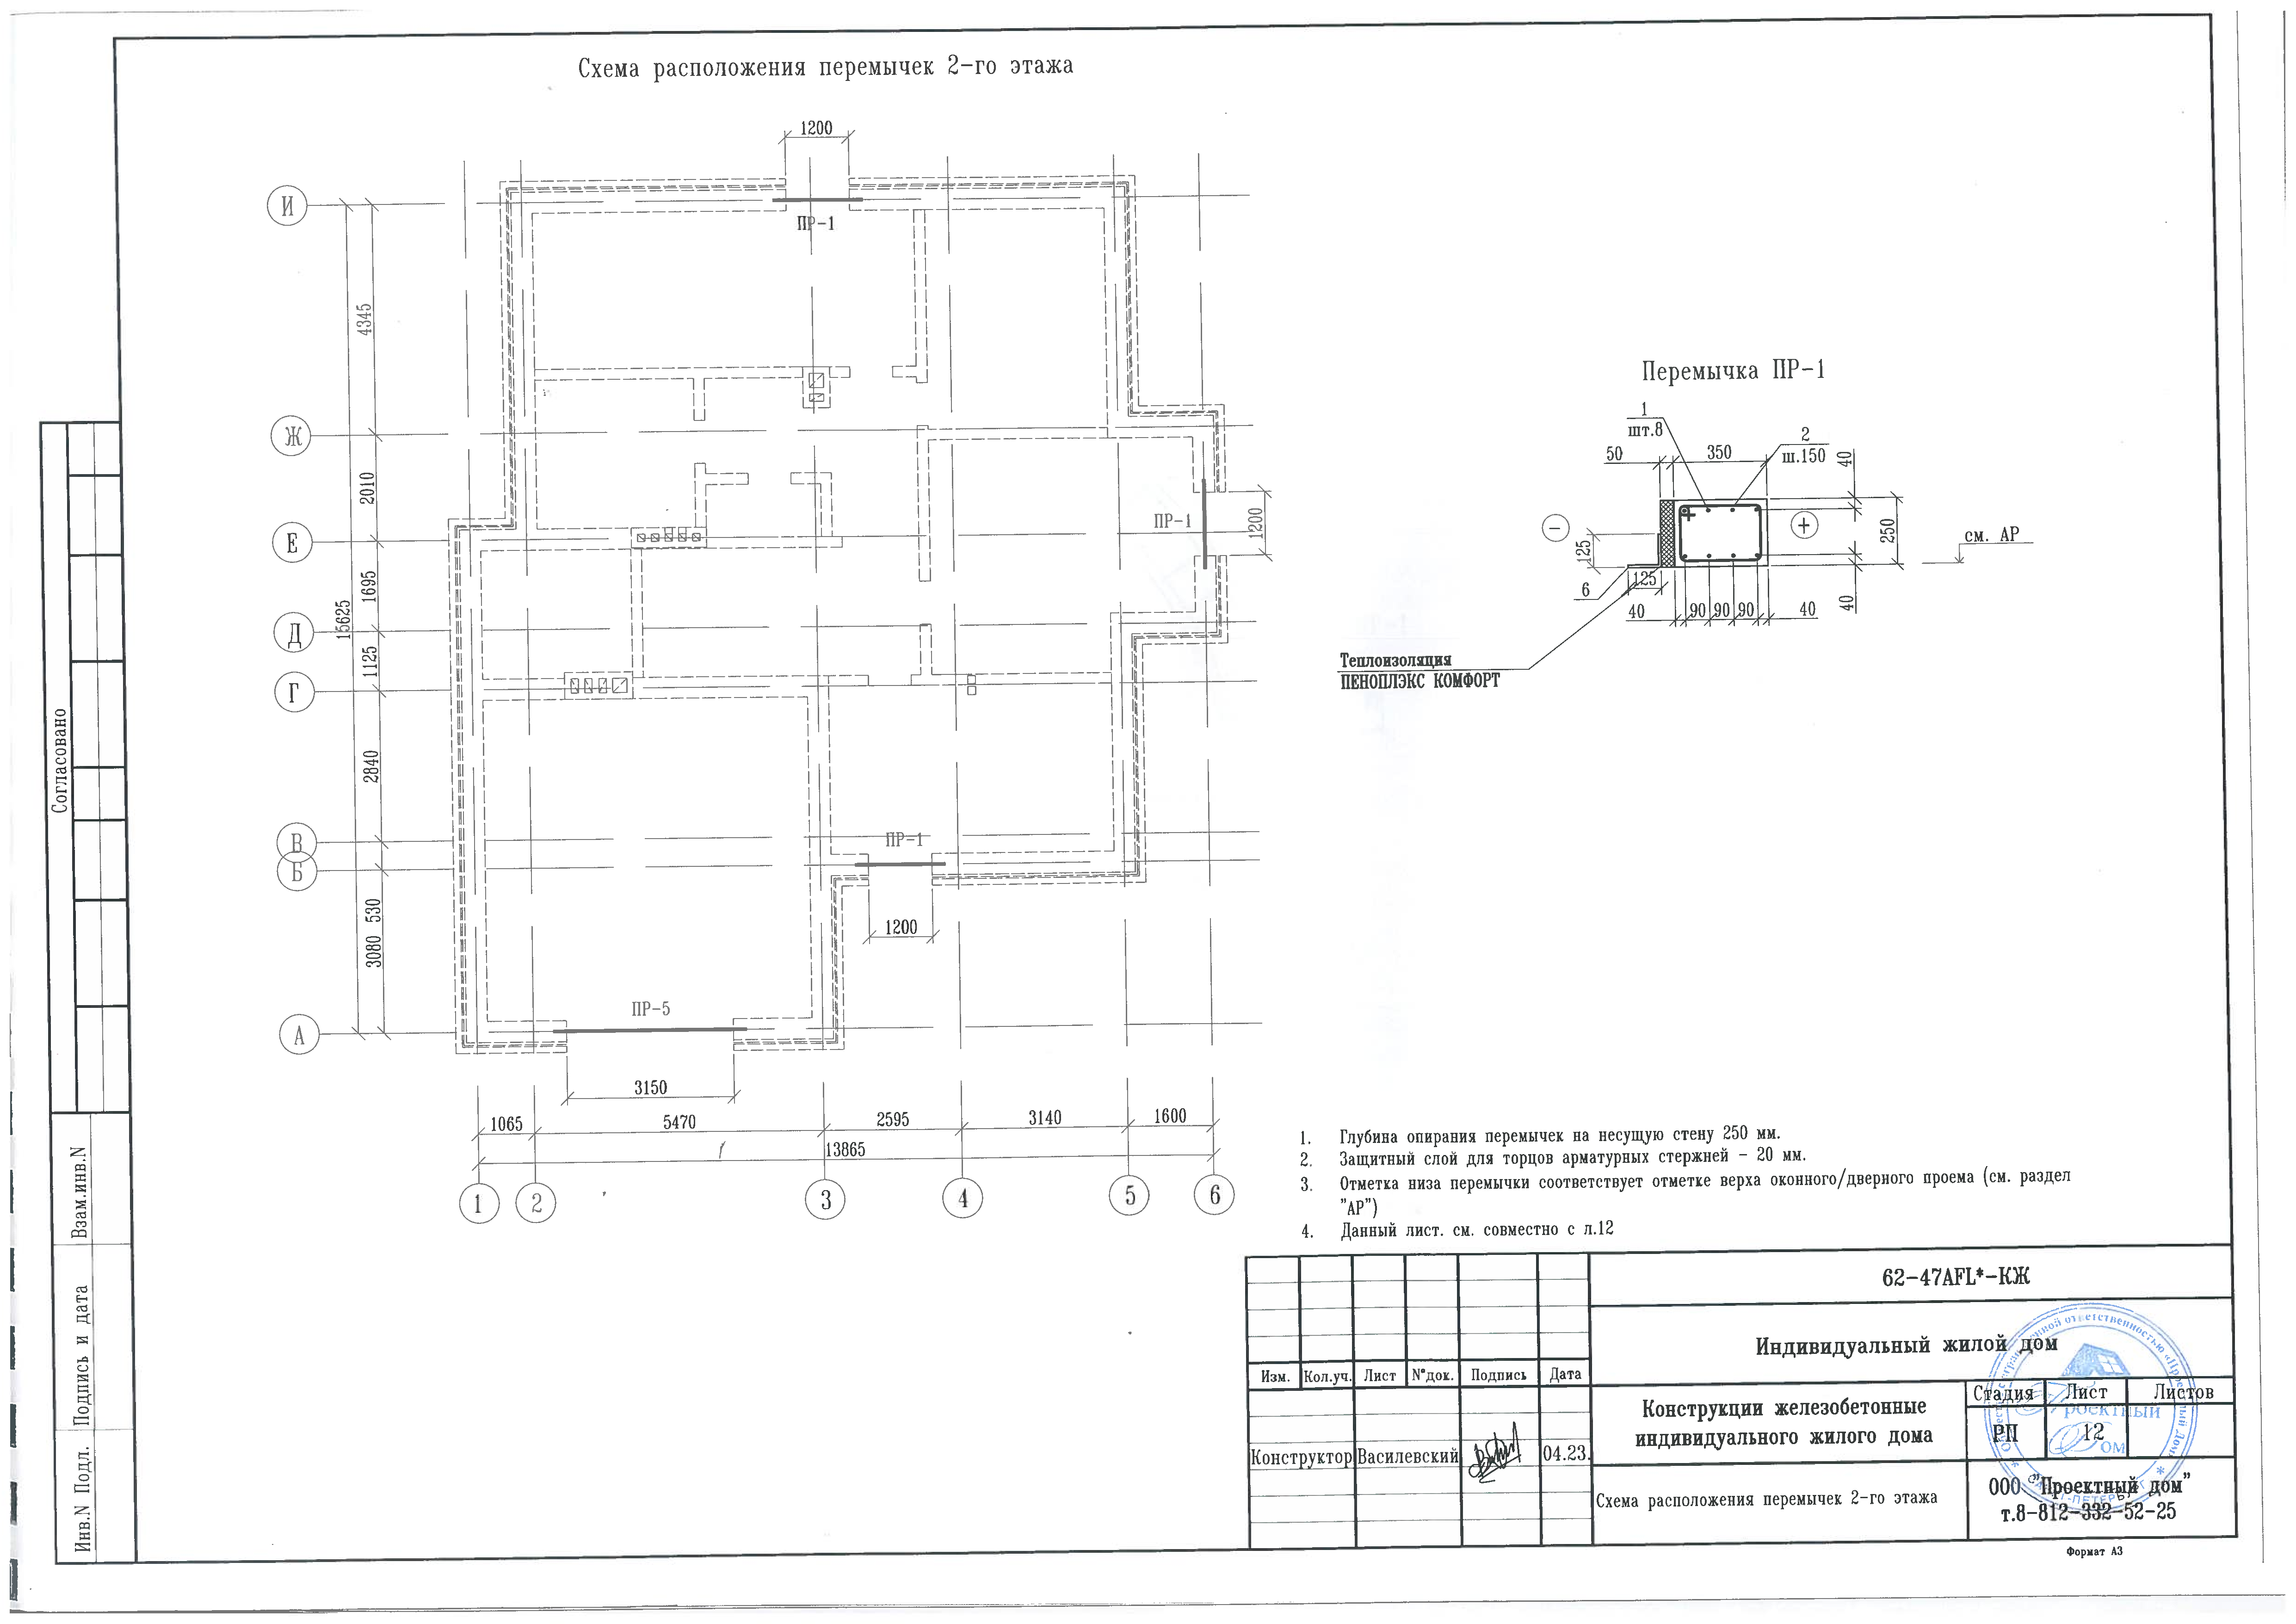 Схема расположения перемычек 2-го этажа
1200
И
ПР-1
4345
Ж
2010
Е
ПР-1
1200
1695
15625
Д
1125
Г
2840
В
Б
ПР-1
530
1200
3080
ПР-5
А
3150
1065
5470
2595
3140
1600
13865
1
2
3
4
5
6
Перемычка ПР-1
1
шт.8
2
ш.150
50
350
40
−
+
250
125
см. АР
6
125
40
90
90
90
40
40
Теплоизоляция
ПЕНОПЛЭКС КОМФОРТ
1. Глубина опирания перемычек на несущую стену 250 мм.
2. Защитный слой для торцов арматурных стержней – 20 мм.
3. Отметка низа перемычки соответствует отметке верха оконного/дверного проема (см. раздел
"АР")
4. Данный лист. см. совместно с л.12
62-47AFL*-КЖ
Индивидуальный жилой дом
Изм. Кол.уч. Лист №док. Подпись Дата
Конструкции железобетонные
индивидуального жилого дома
Стадия Лист Листов
РП 12
Конструктор Василевский 04.23.
Схема расположения перемычек 2-го этажа
ООО "Проектный дом"
т.8-812-332-52-25
Формат А3
Согласовано
Взам.инв.N
Подпись и дата
Инв.N Подл.